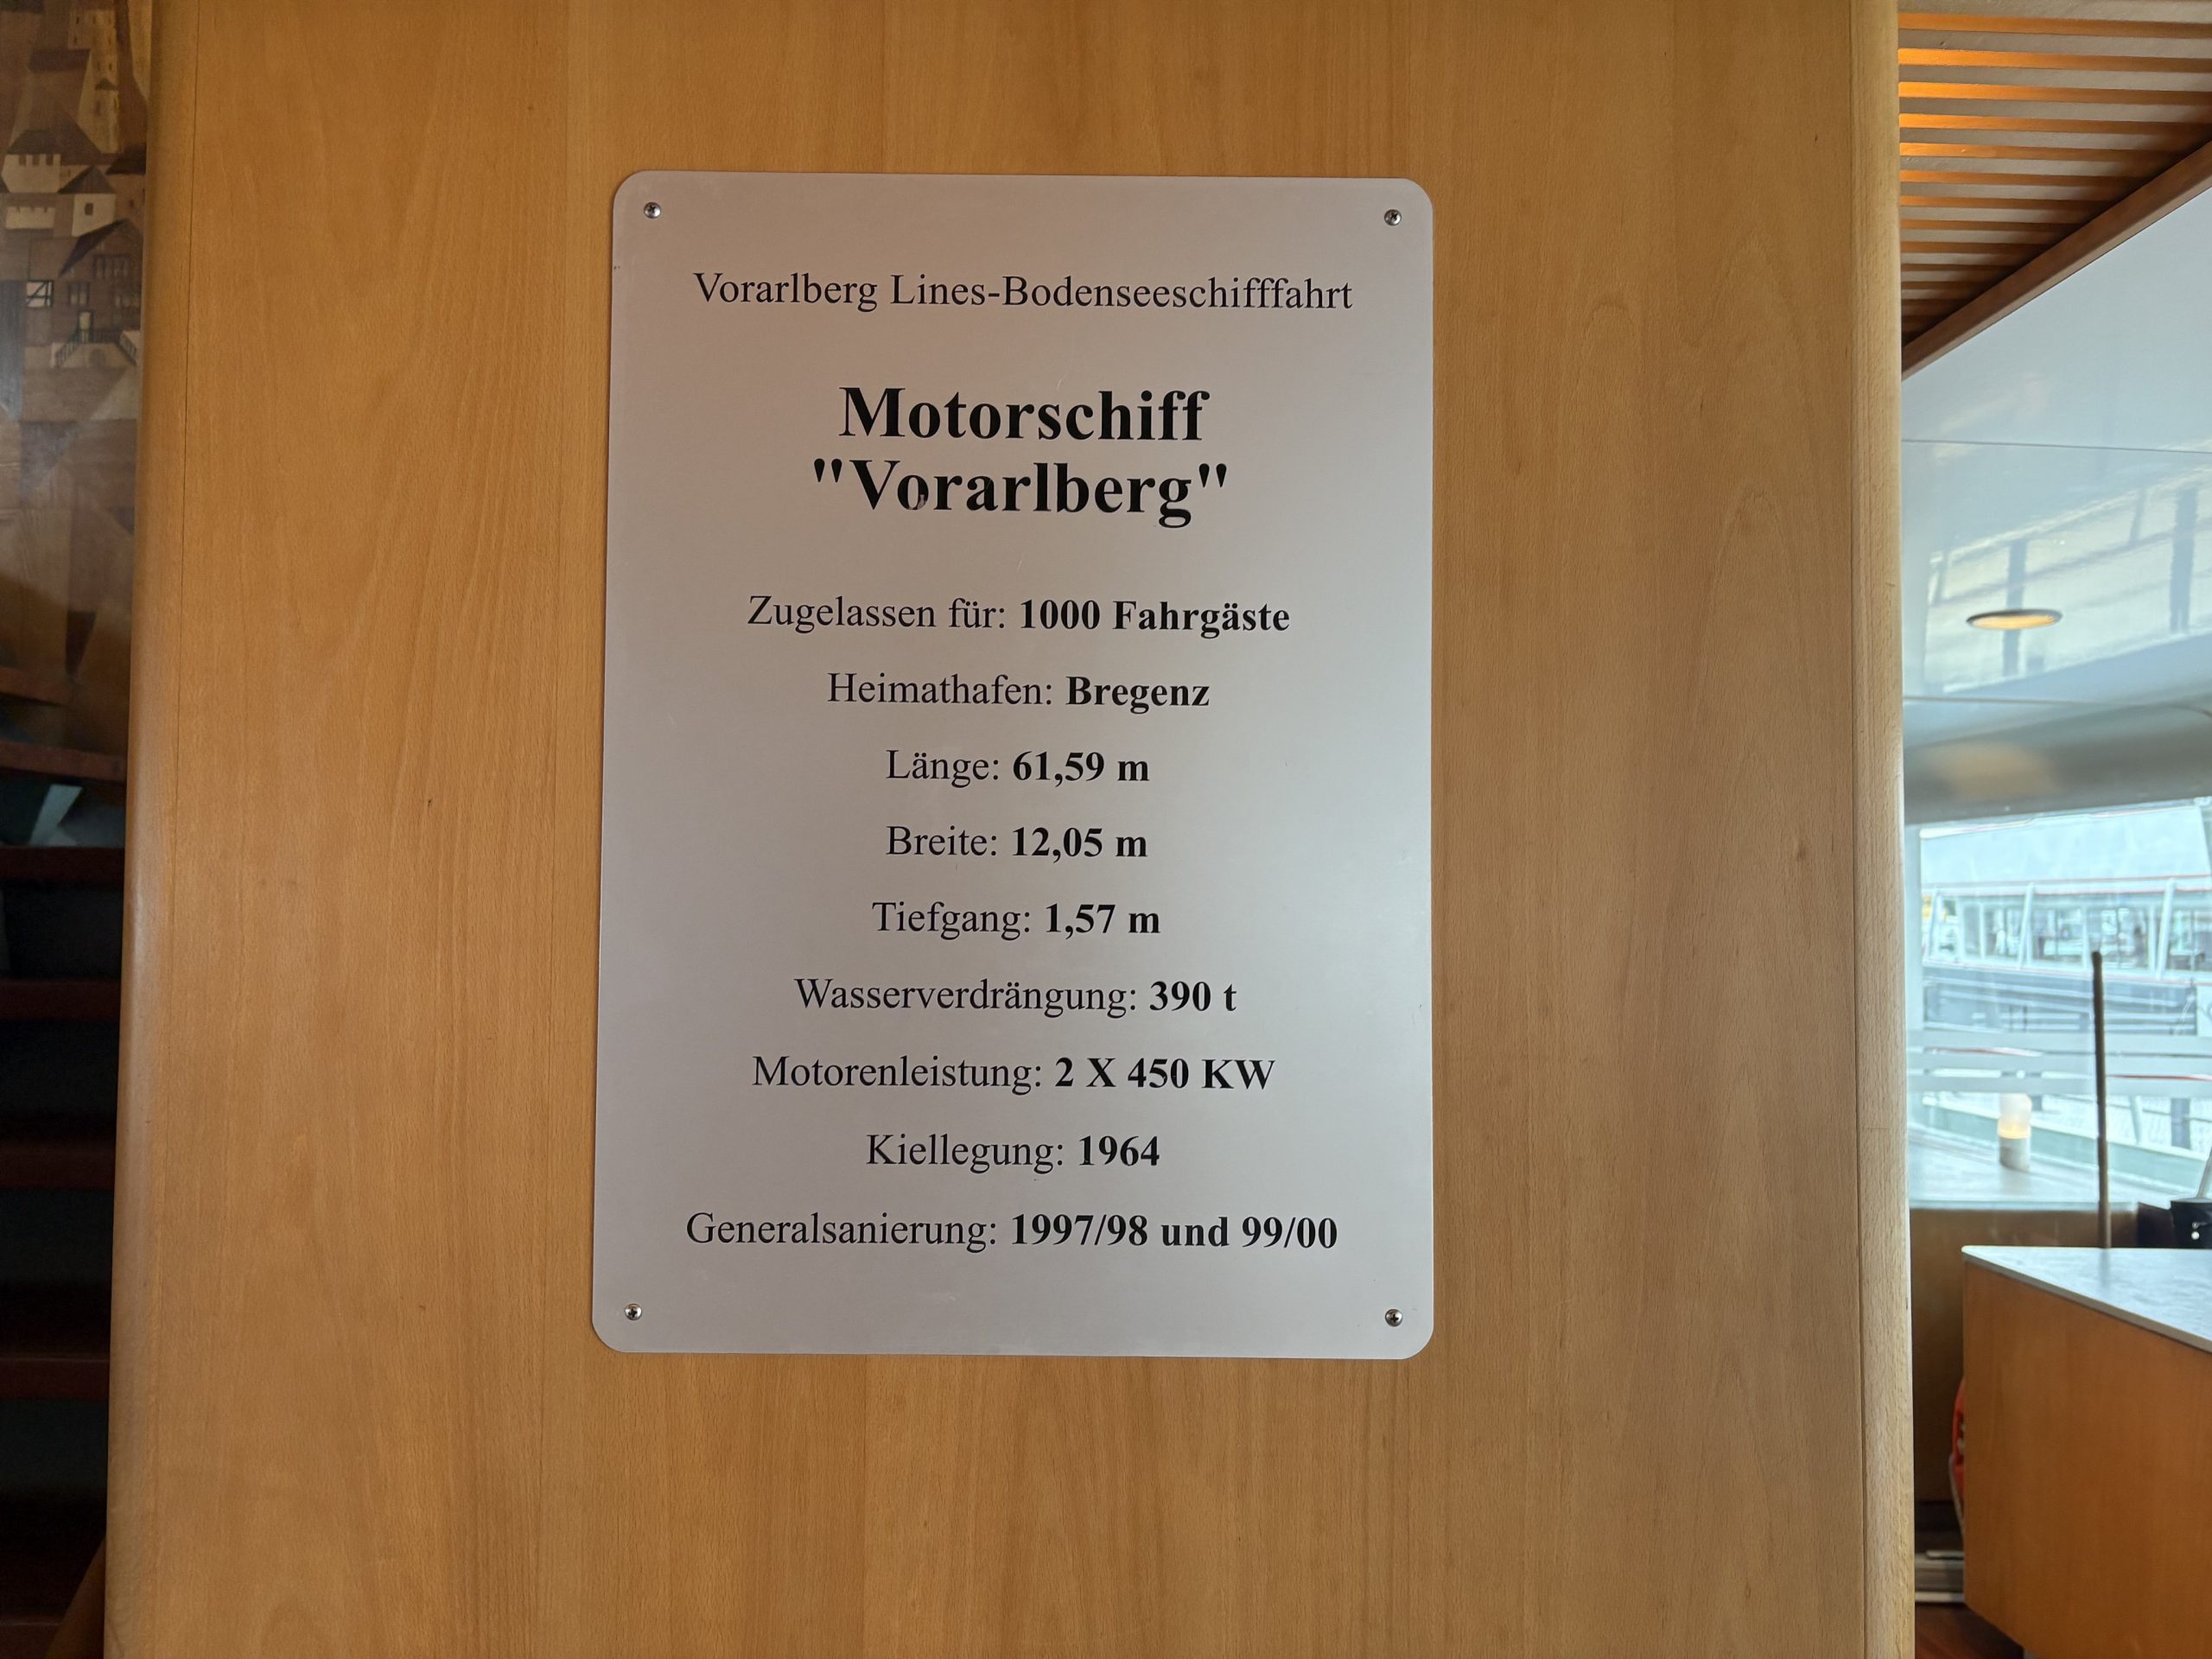 Vorarlberg Lines-Bodenseeschifffahrt
Motorschiff
"Vorarlberg"
Zugelassen für: 1000 Fahrgäste
Heimathafen: Bregenz
Länge: 61,59 m
Breite: 12,05 m
Tiefgang: 1,57 m
Wasserverdrängung: 390 t
Motorenleistung: 2 X 450 KW
Kiellegung: 1964
Generalsanierung: 1997/98 und 99/00